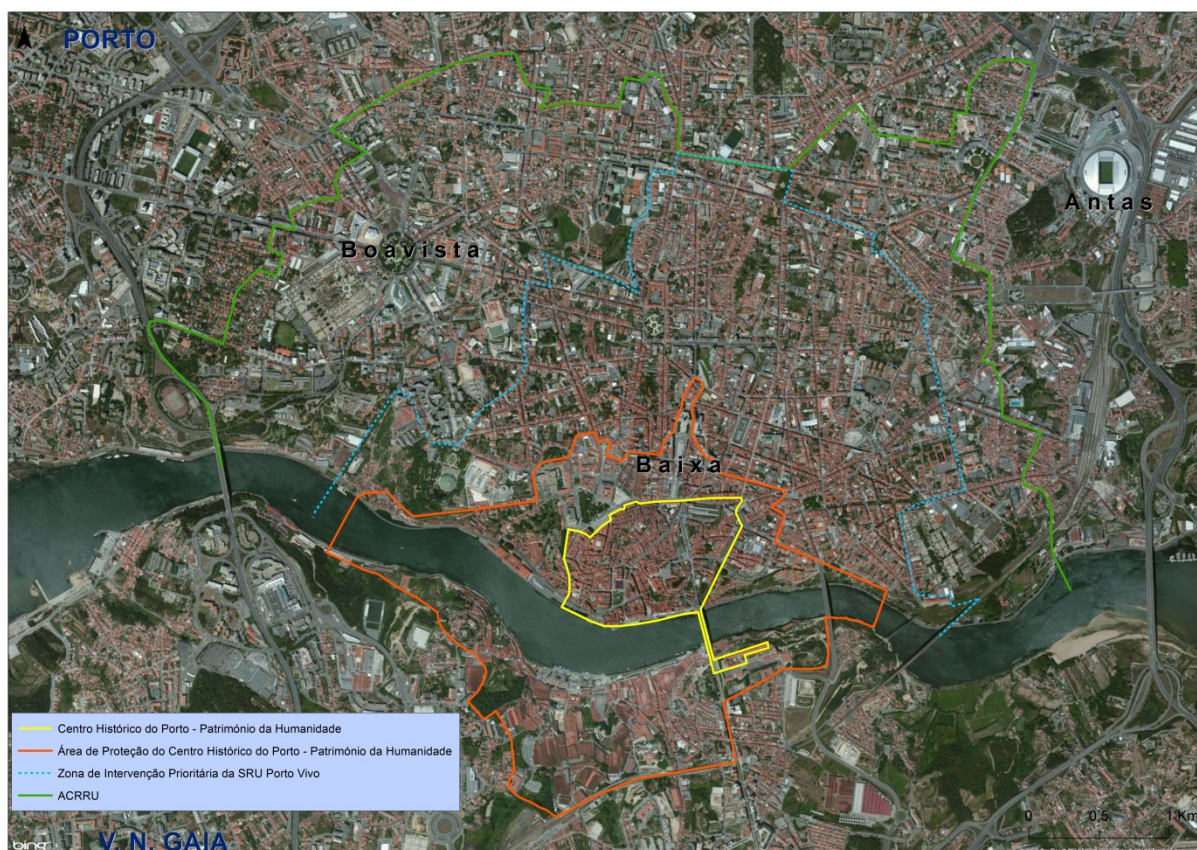 PORTO
Antas
Boavista
Baixa
Centro Histórico do Porto - Património da Humanidade
Área de Proteção do Centro Histórico do Porto - Património da Humanidade
Zona de Intervenção Prioritária da SRU Porto Vivo
ACRRU
0 0,5 1 Km
bing
V. N. GAIA